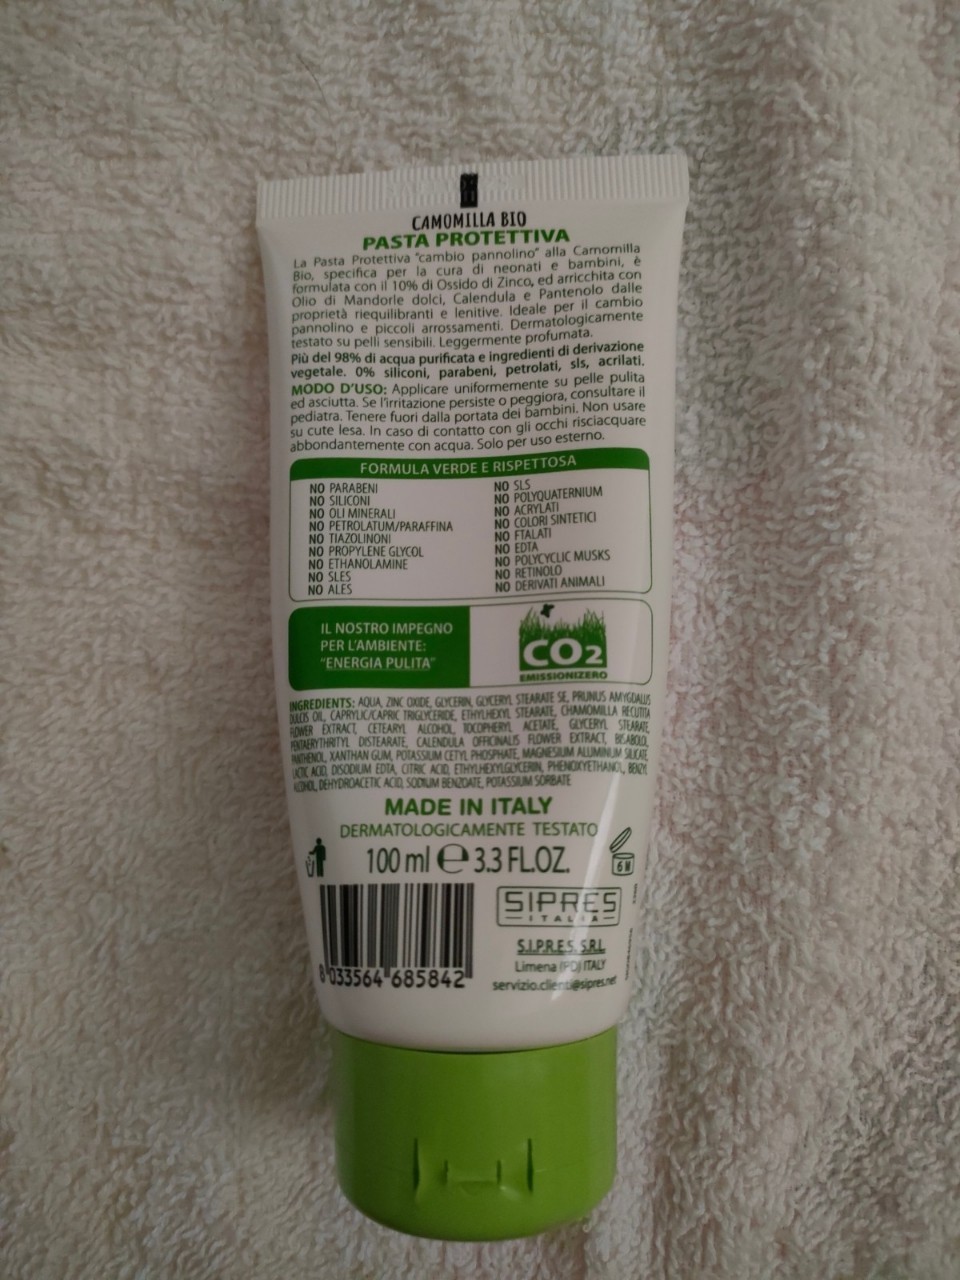 CAMOMILLA BIO
PASTA PROTETTIVA
La Pasta Protettiva "cambio pannolino" alla Camomilla
Bio, specifica per la cura di neonati e bambini, è
formulata con il 10% di Ossido di Zinco, ed arricchita con
Olio di Mandorle dolci, Calendula e Pantenolo dalle
proprietà riequilibranti e lenitive. Ideale per il cambio
pannolino e piccoli arrossamenti. Dermatologicamente
testato su pelli sensibili. Leggermente profumata.
Più del 98% di acqua purificata e ingredienti di derivazione
vegetale. 0% siliconi, parabeni, petrolati, sls, acrilati.
MODO D'USO: Applicare uniformemente su pelle pulita
ed asciutta. Se l'irritazione persiste o peggiora, consultare il
pediatra. Tenere fuori dalla portata dei bambini. Non usare
su cute lesa. In caso di contatto con gli occhi risciacquare
abbondantemente con acqua. Solo per uso esterno.
FORMULA VERDE E RISPETTOSA
NO PARABENI
NO SILICONI
NO OLI MINERALI
NO PETROLATUM/PARAFFINA
NO TIAZOLINONI
NO PROPYLENE GLYCOL
NO ETHANOLAMINE
NO SLES
NO ALES
NO SLS
NO POLYQUATERNIUM
NO ACRYLATI
NO COLORI SINTETICI
NO FTALATI
NO EDTA
NO POLYCYCLIC MUSKS
NO RETINOLO
NO DERIVATI ANIMALI
IL NOSTRO IMPEGNO
PER L'AMBIENTE:
"ENERGIA PULITA"
CO2
EMISSIONIZERO
INGREDIENTS: AQUA, ZINC OXIDE, GLYCERIN, GLYCERYL STEARATE SE, PRUNUS AMYGDALUS
DULCIS OIL, CAPRYLIC/CAPRIC TRIGLYCERIDE, ETHYLHEXYL STEARATE, CHAMOMILLA RECUTITA
FLOWER EXTRACT, CETEARYL ALCOHOL, TOCOPHERYL ACETATE, GLYCERYL STEARATE,
PENTAERYTHRITYL DISTEARATE, CALENDULA OFFICINALIS FLOWER EXTRACT, BISABOLOL,
PANTHENOL, XANTHAN GUM, POTASSIUM CETYL PHOSPHATE, MAGNESIUM ALUMINUM SILICATE,
LACTIC ACID, DISODIUM EDTA, CITRIC ACID, ETHYLHEXYLGLYCERIN, PHENOXYETHANOL, BENZYL
ALCOHOL, DEHYDROACETIC ACID, SODIUM BENZOATE, POTASSIUM SORBATE
MADE IN ITALY
DERMATOLOGICAMENTE TESTATO
100 ml e 3.3 FL.OZ.
6 M
8 033564 685842
SIPRES
ITALIA
S.I.P.R.E.S. S.R.L.
Limena (PD) ITALY
servizio.clienti@sipres.net